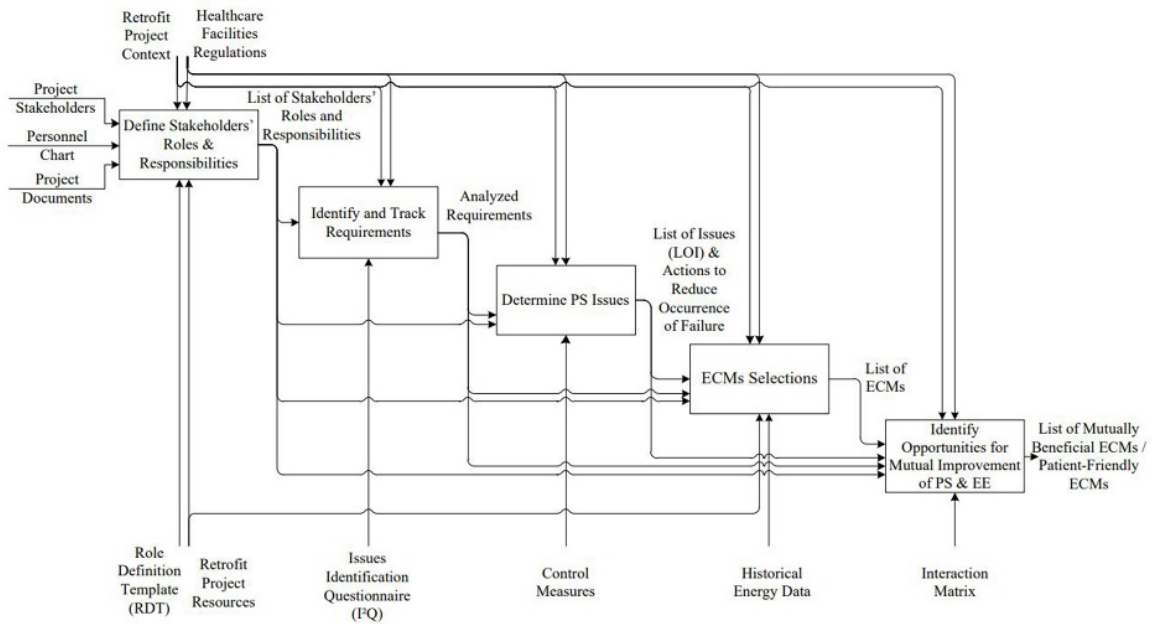 Retrofit
Project
Context
Healthcare
Facilities
Regulations
Project
Stakeholders
Personnel
Chart
Project
Documents
Define Stakeholders'
Roles &
Responsibilities
List of Stakeholders'
Roles and
Responsibilities
Identify and Track
Requirements
Analyzed
Requirements
Determine PS Issues
List of Issues
(LOI) &
Actions to
Reduce
Occurrence
of Failure
ECMs Selections
List of
ECMs
Identify
Opportunities for
Mutual Improvement
of PS & EE
List of Mutually
Beneficial ECMs /
Patient-Friendly
ECMs
Role
Definition
Template
(RDT)
Retrofit
Project
Resources
Issues
Identification
Questionnaire
(I²Q)
Control
Measures
Historical
Energy Data
Interaction
Matrix